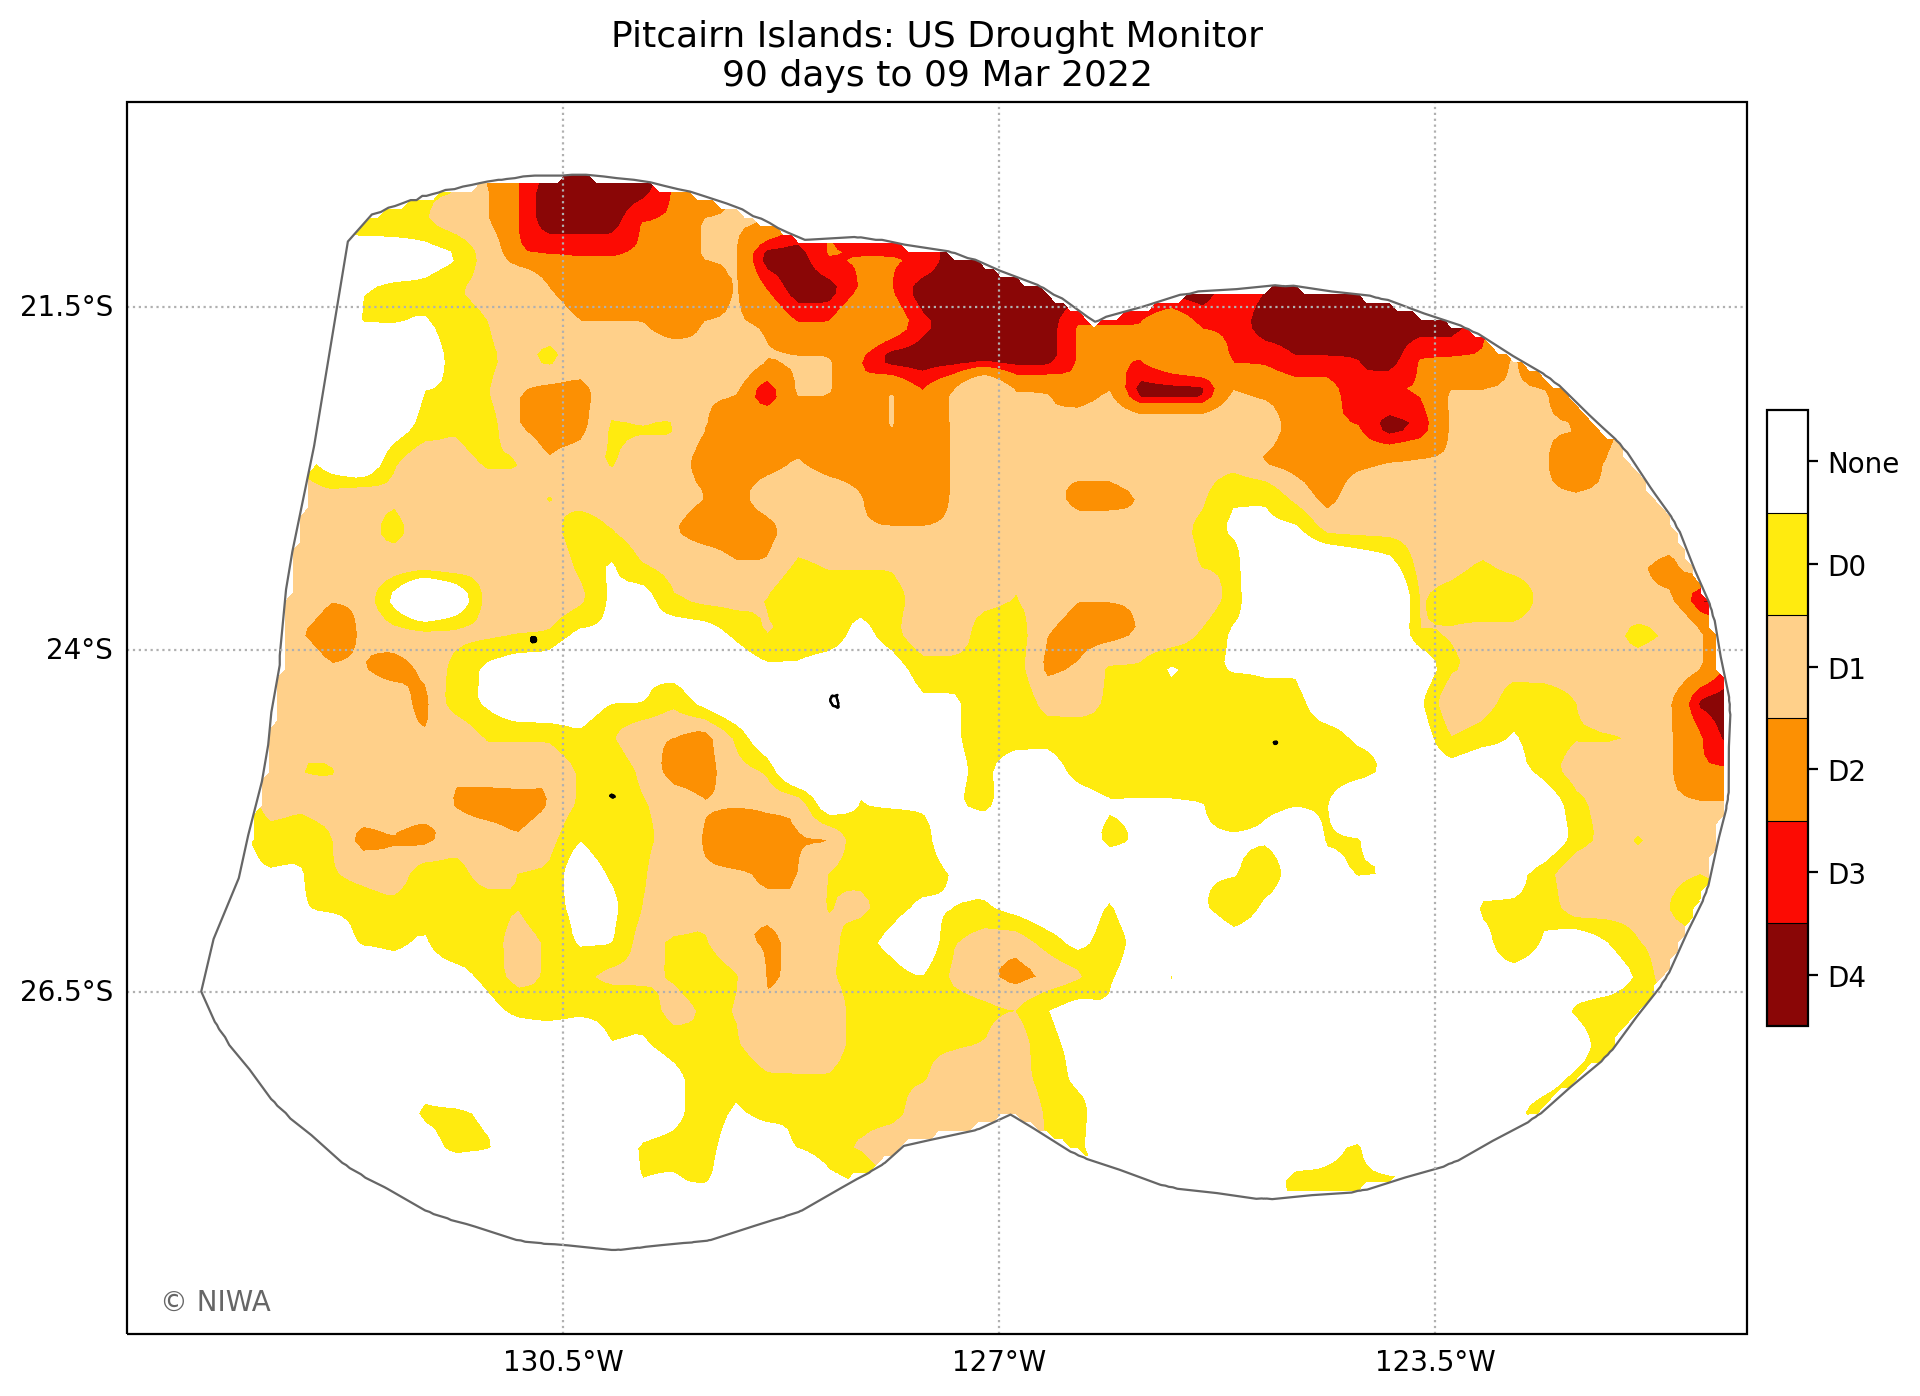 Pitcairn Islands: US Drought Monitor
90 days to 09 Mar 2022
21.5°S
24°S
26.5°S
130.5°W
127°W
123.5°W
None
D0
D1
D2
D3
D4
© NIWA